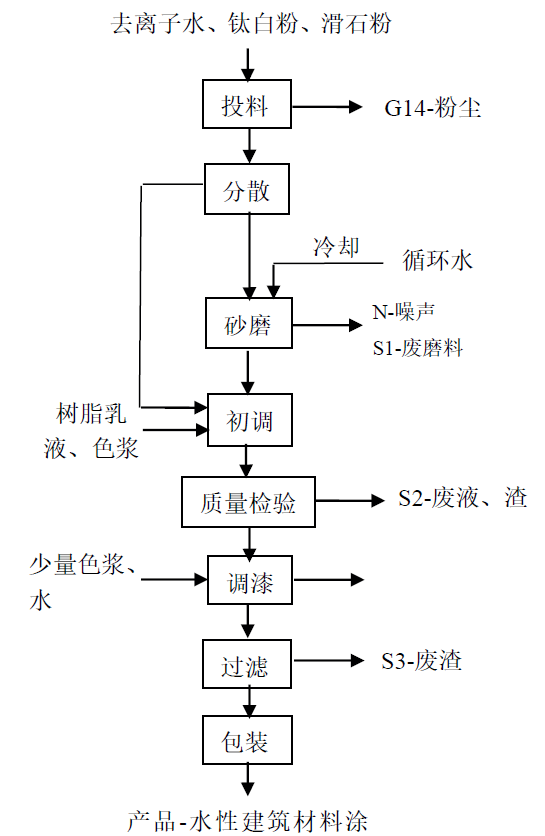 去离子水、钛白粉、滑石粉
投料
G14-粉尘
分散
冷却
循环水
砂磨
N-噪声
S1-废磨料
树脂乳
液、色浆
初调
质量检验
S2-废液、渣
少量色浆、
水
调漆
过滤
S3-废渣
包装
产品-水性建筑材料涂